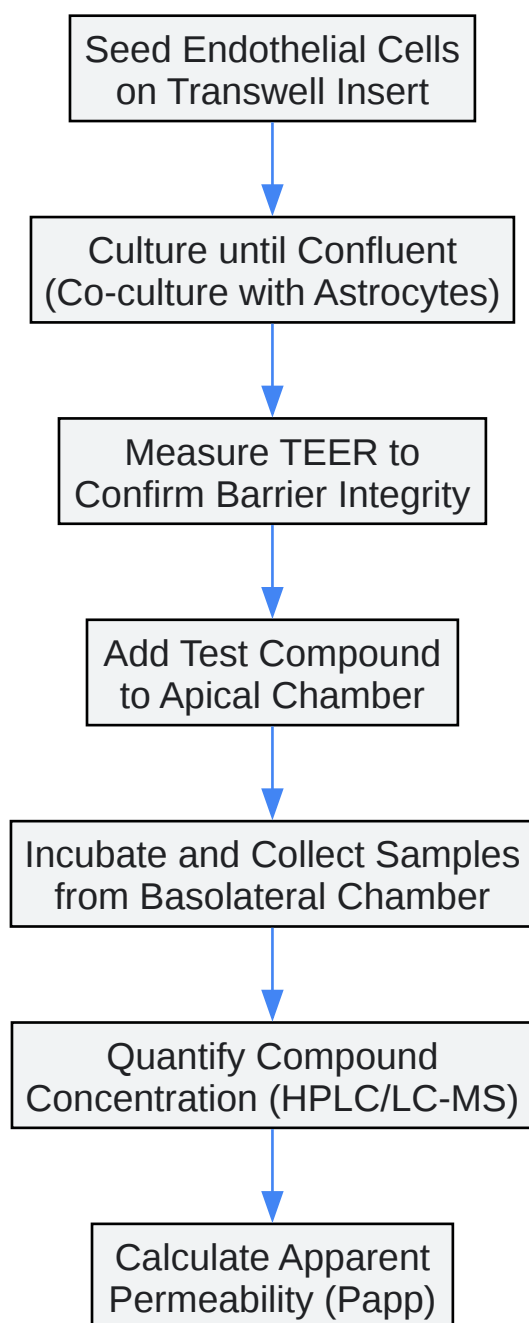 Seed Endothelial Cells
on Transwell Insert
Culture until Confluent
(Co-culture with Astrocytes)
Measure TEER to
Confirm Barrier Integrity
Add Test Compound
to Apical Chamber
Incubate and Collect Samples
from Basolateral Chamber
Quantify Compound
Concentration (HPLC/LC-MS)
Calculate Apparent
Permeability (Papp)